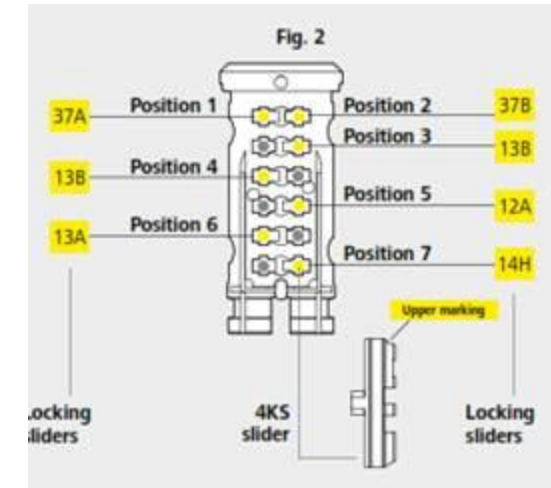 Fig. 2
37A Position 1 Position 2 37B
Position 3 13B
13B Position 4
Position 5 12A
13A Position 6
Position 7 14H
Upper marking
Locking sliders
4KS slider
Locking sliders